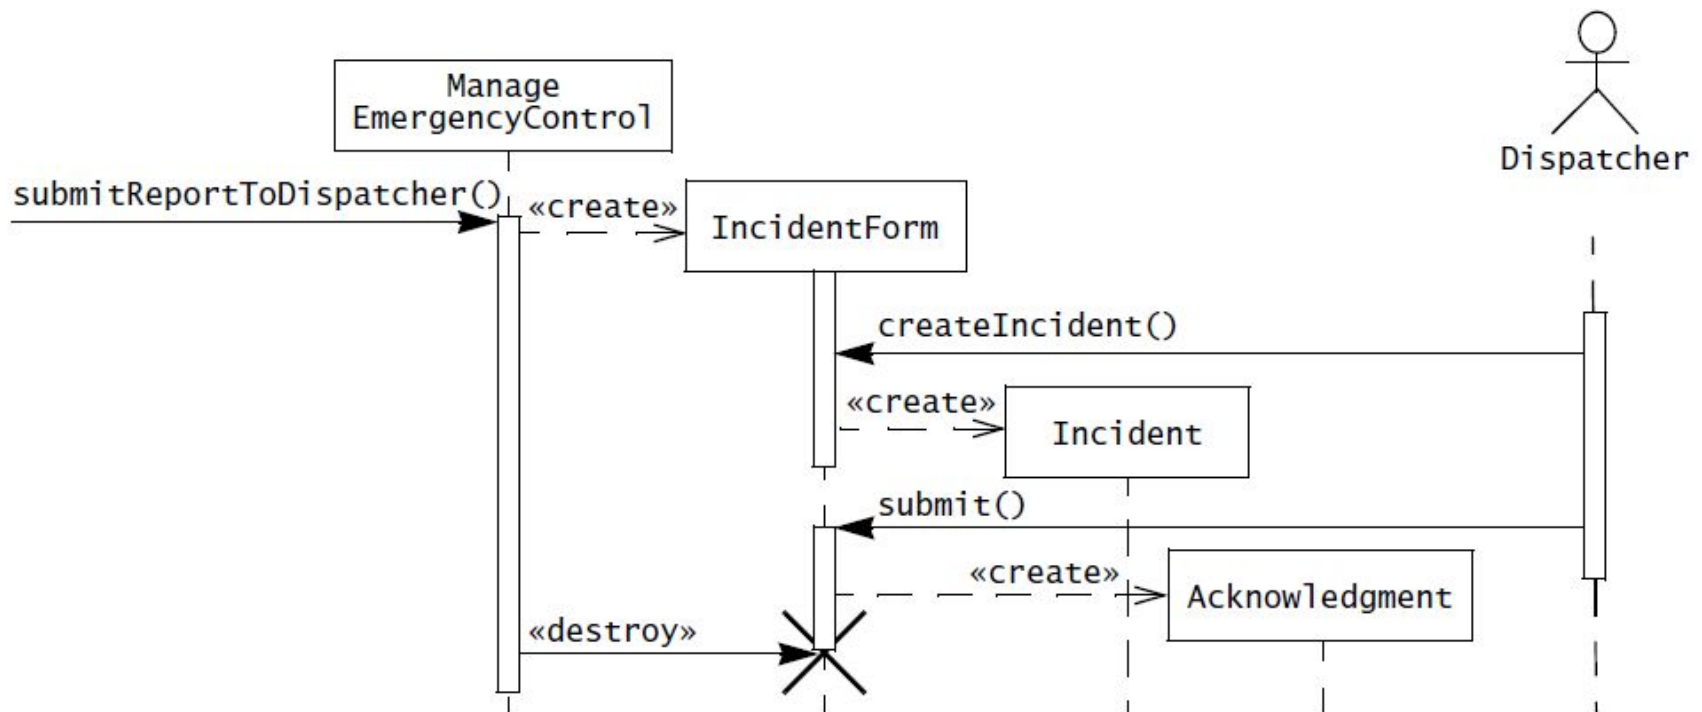 Manage
EmergencyControl
Dispatcher
submitReportToDispatcher()
«create»
IncidentForm
createIncident()
«create»
Incident
submit()
«create»
Acknowledgment
«destroy»